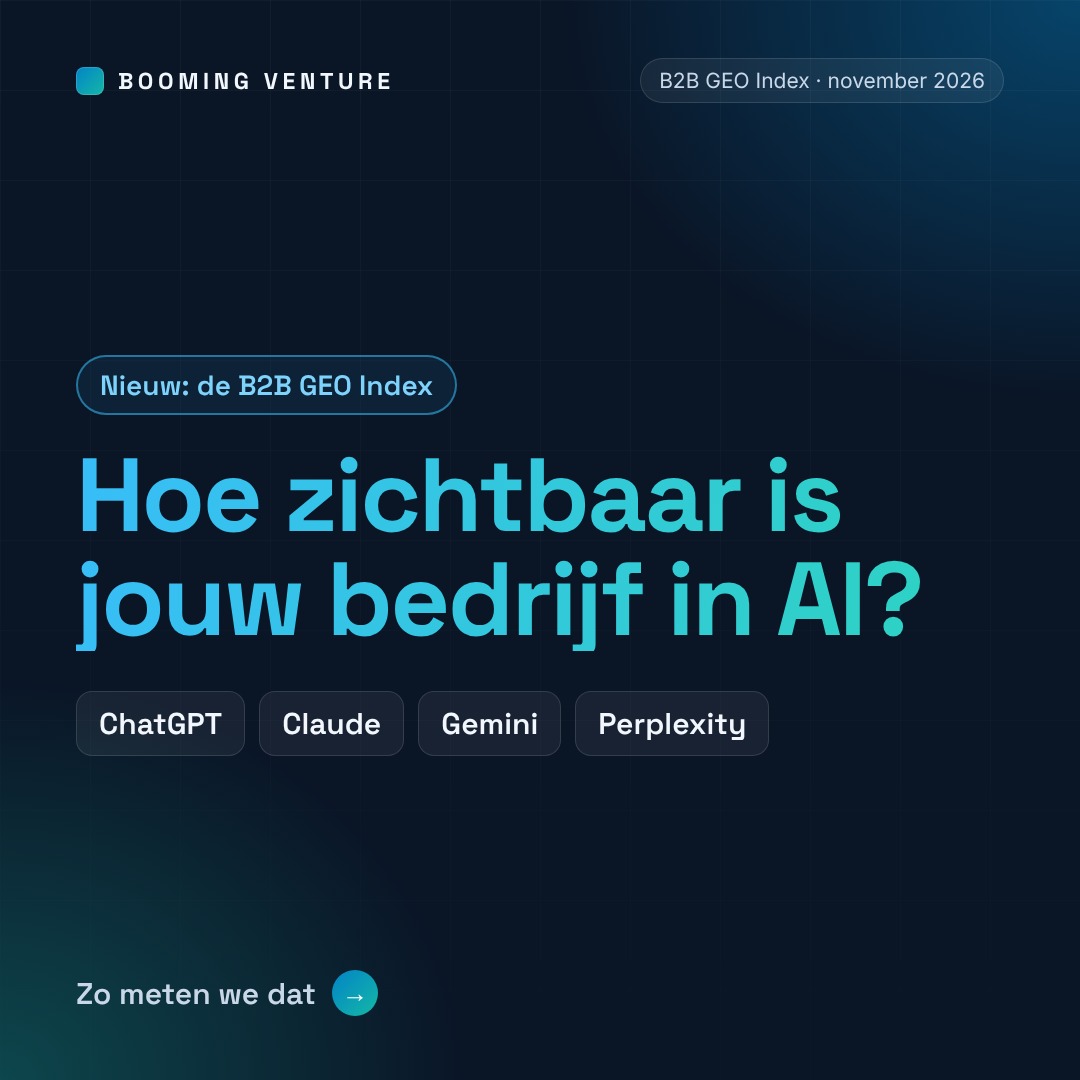 BOOMING VENTURE
B2B GEO Index · november 2026
Nieuw: de B2B GEO Index
Hoe zichtbaar is
jouw bedrijf in AI?
ChatGPT
Claude
Gemini
Perplexity
Zo meten we dat →